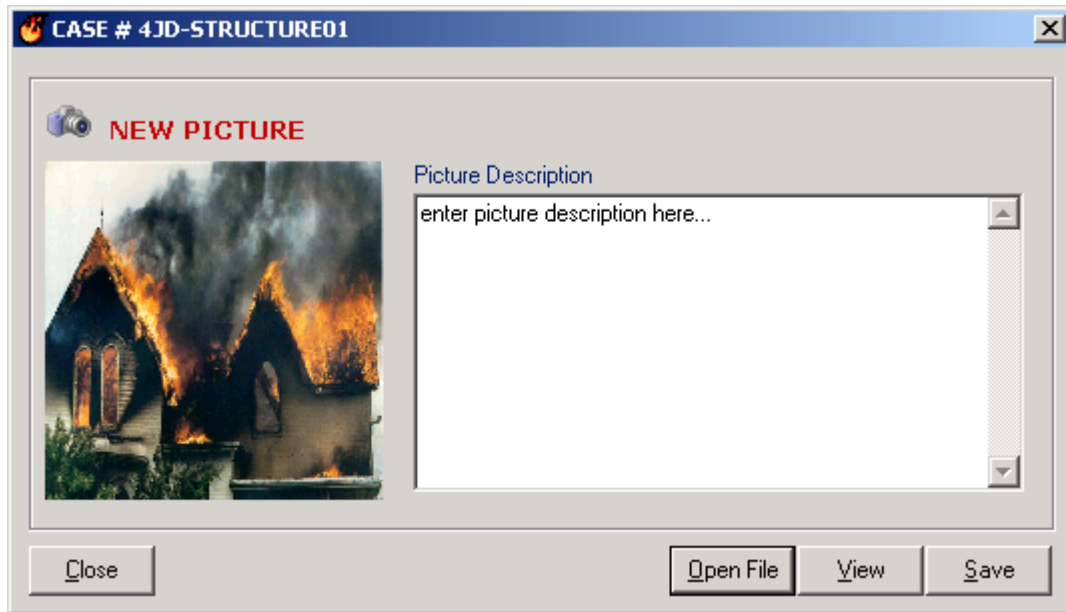 CASE # 4JD-STRUCTURE01
NEW PICTURE
Picture Description
enter picture description here...
Close
Open File
View
Save